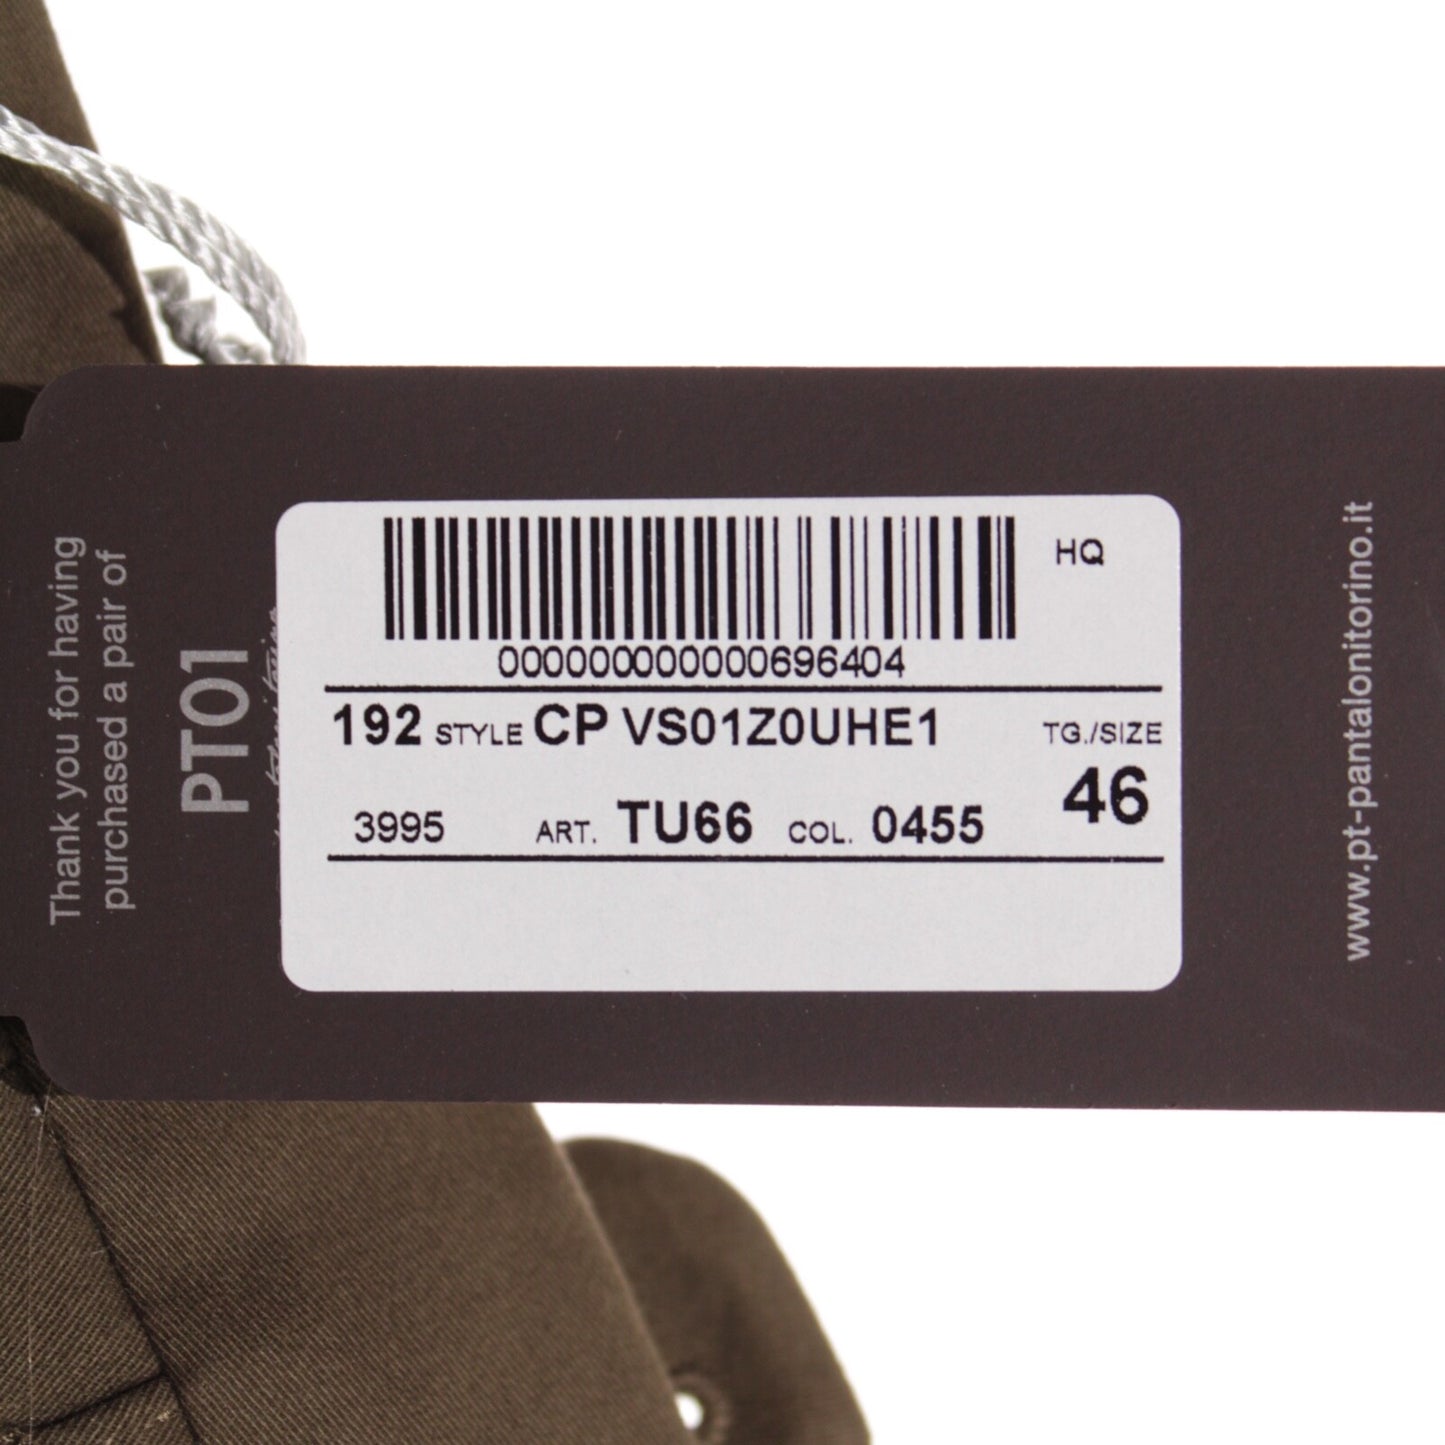 Thank you for having
purchased a pair of
PT01
HQ
000000000000696404
192 STYLE CP VS01Z0UHE1 TG./SIZE
46
3995 ART. TU66 COL. 0455
www.pt-pantalonitorino.it